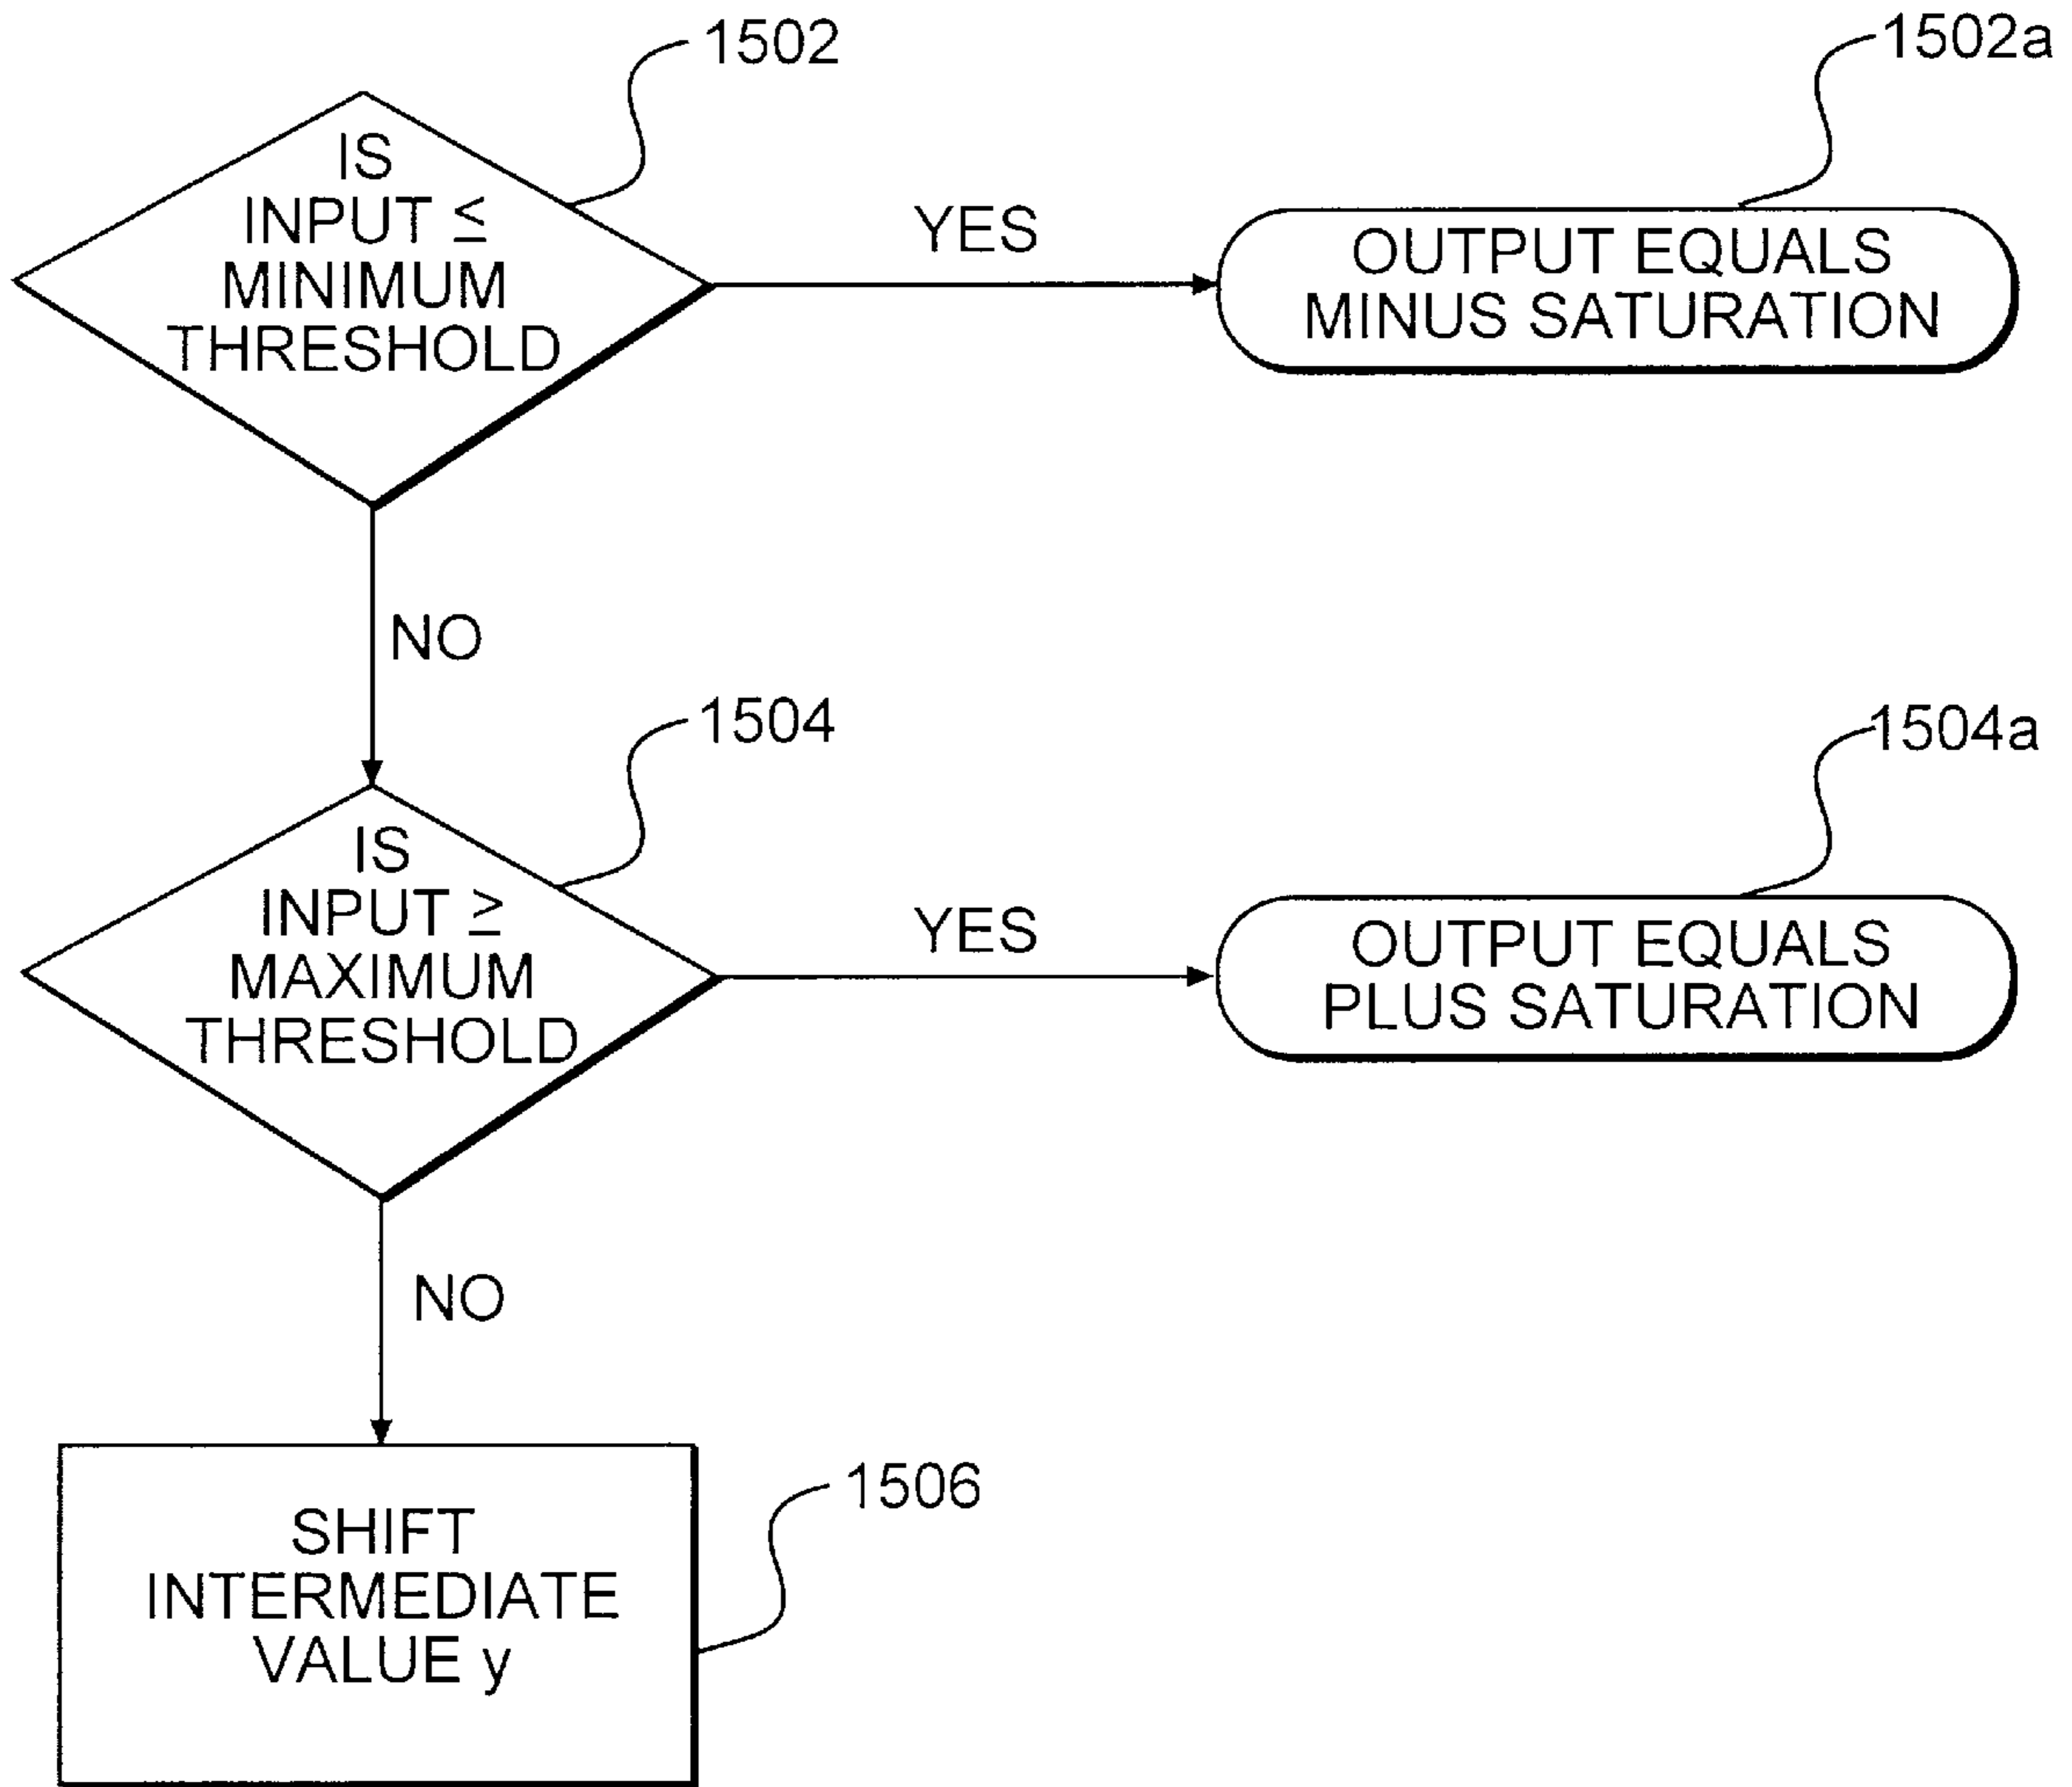 1502
1502a
IS
INPUT ≤
MINIMUM
THRESHOLD
YES
OUTPUT EQUALS
MINUS SATURATION
NO
1504
1504a
IS
INPUT ≥
MAXIMUM
THRESHOLD
YES
OUTPUT EQUALS
PLUS SATURATION
NO
1506
SHIFT
INTERMEDIATE
VALUE y